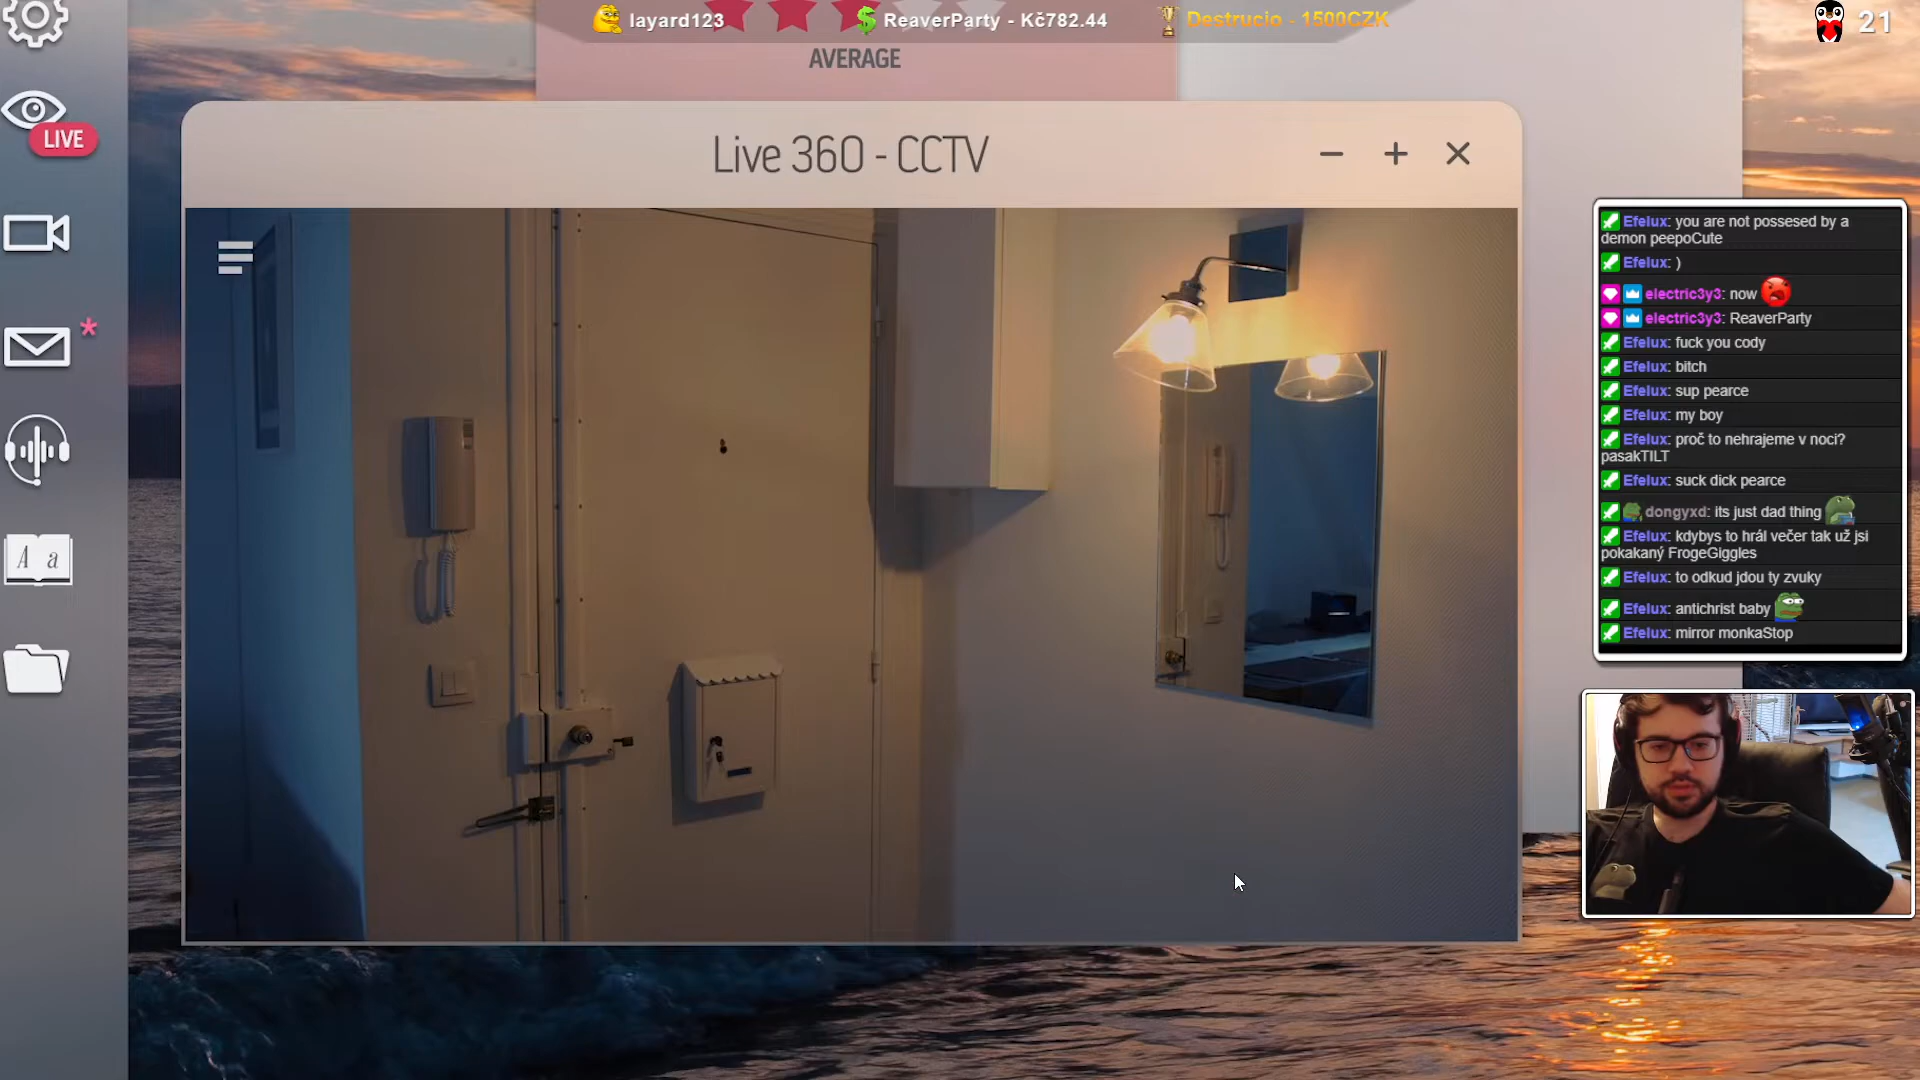 layard123
ReaverParty - Kč782.44
Destrucio - 1500CZK
21
AVERAGE
LIVE
Live 360 - CCTV
A a
Efelux: you are not possesed by a
demon peepoCute
Efelux: )
electric3y3: now
electric3y3: ReaverParty
Efelux: fuck you cody
Efelux: bitch
Efelux: sup pearce
Efelux: my boy
Efelux: proč to nehrajeme v noci?
pasakTILT
Efelux: suck dick pearce
dongyxd: its just dad thing
Efelux: kdybys to hrál večer tak už jsi
pokakaný FrogeGiggles
Efelux: to odkud jdou ty zvuky
Efelux: antichrist baby
Efelux: mirror monkaStop